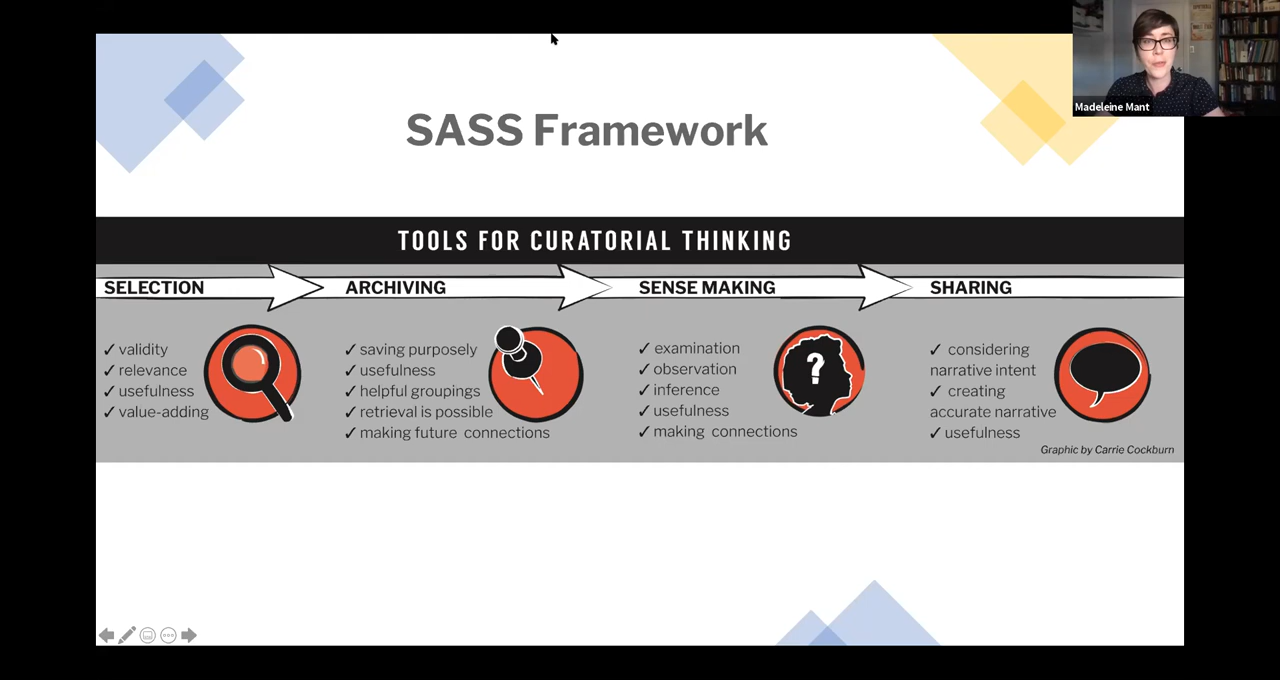 SASS Framework
Madeleine Mant
TOOLS FOR CURATORIAL THINKING
SELECTION
✓ validity
✓ relevance
✓ usefulness
✓ value-adding
ARCHIVING
✓ saving purposely
✓ usefulness
✓ helpful groupings
✓ retrieval is possible
✓ making future connections
SENSE MAKING
✓ examination
✓ observation
✓ inference
✓ usefulness
✓ making connections
?
SHARING
✓ considering
narrative intent
✓ creating
accurate narrative
✓ usefulness
Graphic by Carrie Cockburn